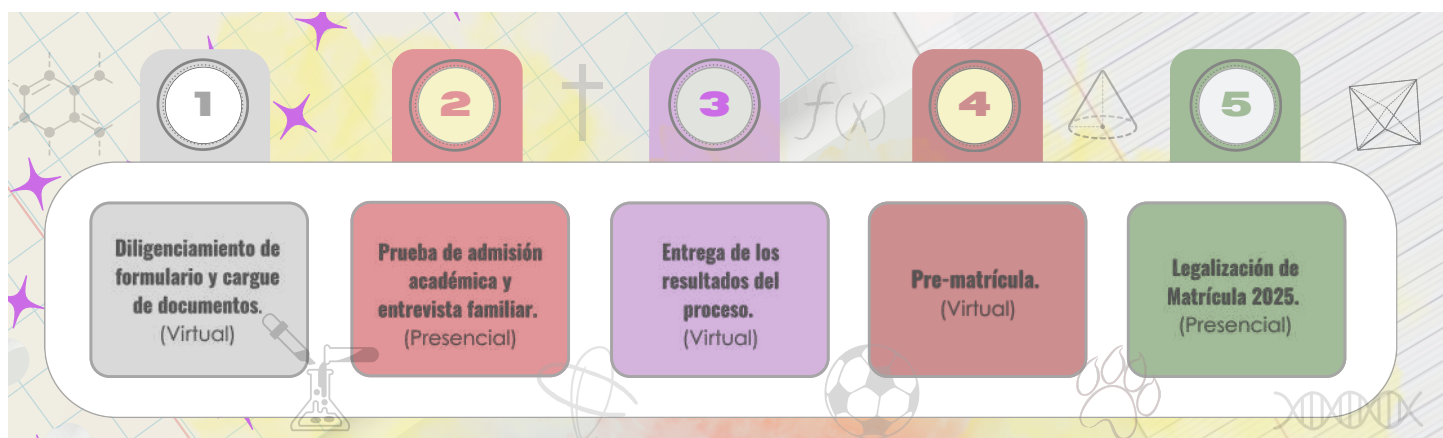 1
Diligenciamiento de
formulario y cargue
de documentos.
(Virtual)
2
Prueba de admisión
académica y
entrevista familiar.
(Presencial)
3
Entrega de los
resultados del
proceso.
(Virtual)
f(x)
4
Pre-matrícula.
(Virtual)
5
Legalización de
Matrícula 2025.
(Presencial)